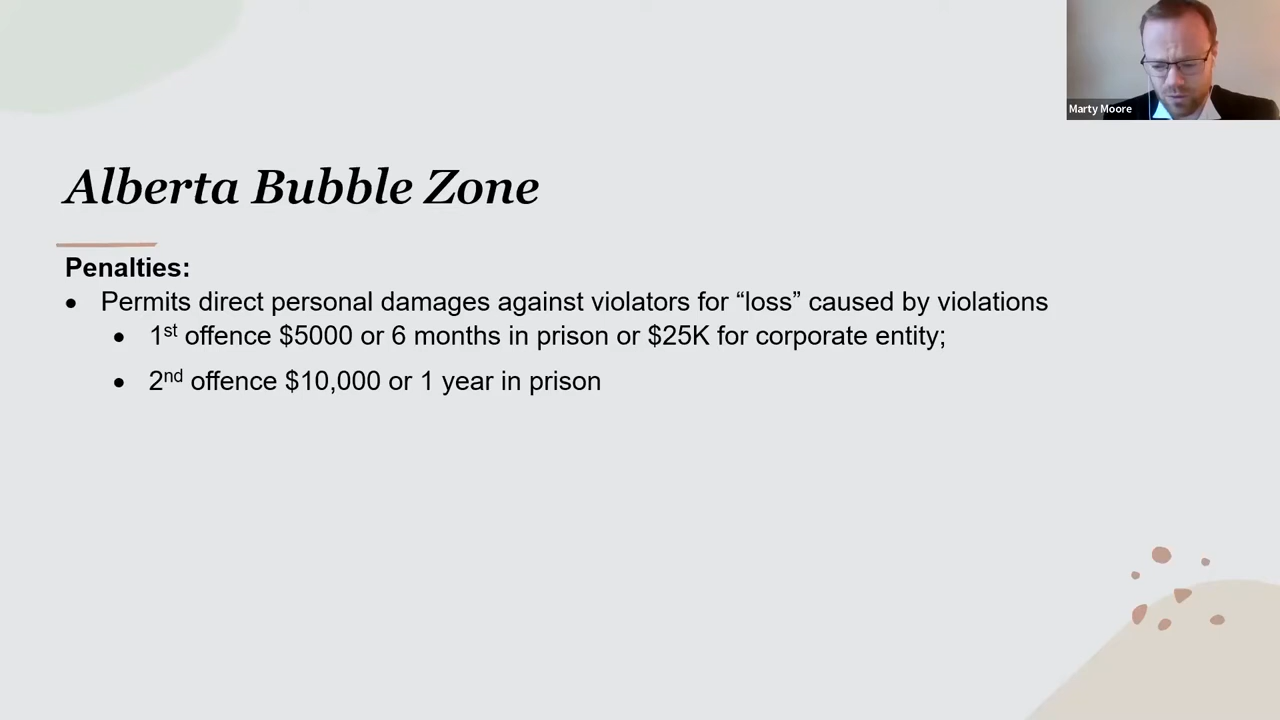 Marty Moore
Alberta Bubble Zone
Penalties:
• Permits direct personal damages against violators for “loss” caused by violations
• 1st offence $5000 or 6 months in prison or $25K for corporate entity;
• 2nd offence $10,000 or 1 year in prison